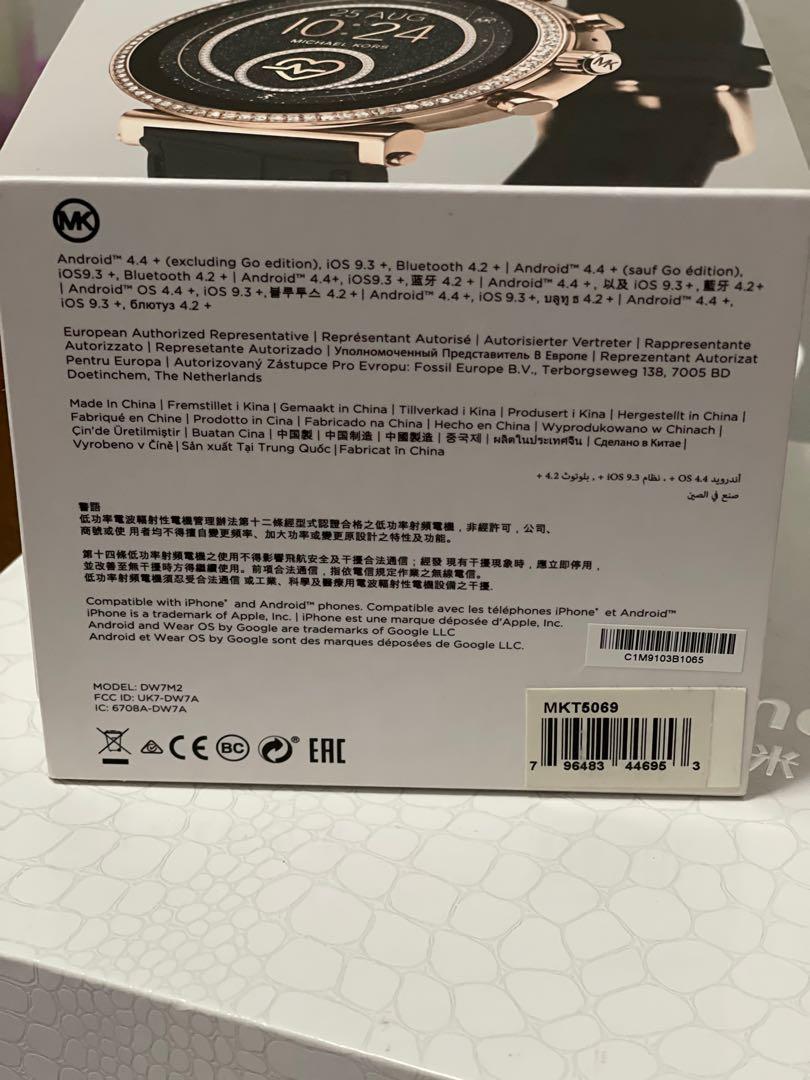 25 AUG
10:24
MICHAEL KORS
MK
MK
Android™ 4.4 + (excluding Go edition), iOS 9.3 +, Bluetooth 4.2 + | Android™ 4.4 + (sauf Go édition),
iOS9.3 +, Bluetooth 4.2 + | Android™ 4.4+, iOS9.3 +, 蓝牙 4.2 + | Android™ 4.4 + , 以及 iOS 9.3+, 藍牙 4.2+
| Android™ OS 4.4 +, iOS 9.3 +,블루투스 4.2+ | Android™ 4.4 +, iOS 9.3 +, บลูทู ธ 4.2 + | Android™ 4.4 +,
iOS 9.3 +, блютуз 4.2 +
European Authorized Representative | Représentant Autorisé | Autorisierter Vertreter | Rappresentante
Autorizzato | Represetante Autorizado | Уполномоченный Представитель В Европе | Reprezentant Autorizat
Pentru Europa | Autorizovaný Zástupce Pro Evropu: Fossil Europe B.V., Terborgseweg 138, 7005 BD
Doetinchem, The Netherlands
Made In China | Fremstillet i Kina | Gemaakt in China | Tillverkad i Kina | Produsert i Kina | Hergestellt in China |
Fabriqué en Chine | Prodotto in Cina | Fabricado na China | Hecho en China | Wyprodukowano w Chinach |
Çin'de Üretilmiştir | Buatan Cina | 中国製 | 中国制造 | 中國製造 | 중국제 | ผลิตในประเทศจีน | Сделано в Китае |
Vyrobeno v Číně | Sản xuất Tại Trung Quốc | Fabricat în China
أندرويد OS 4.4 + ، نظام iOS 9.3 + ، بلوتوث 4.2 +
صنع في الصين
警語
低功率電波輻射性電機管理辦法第十二條經型式認證合格之低功率射頻電機，非經許可，公司、
商號或使 用者均不得擅自變更頻率、加大功率或變更原設計之特性及功能。
第十四條低功率射頻電機之使用不得影響飛航安全及干擾合法通信；經發 現有干擾現象時，應立即停用，
並改善至無干擾時方得繼續使用。前項合法通信，指依電信規定作業之無線電信。
低功率射頻電機須忍受合法通信 或工業、科學及醫療用電波輻射性電機設備之干擾.
Compatible with iPhone® and Android™ phones. Compatible avec les téléphones iPhone® et Android™
iPhone is a trademark of Apple, Inc. | iPhone est une marque déposée d'Apple, Inc.
Android and Wear OS by Google are trademarks of Google LLC
Android et Wear OS by Google sont des marques déposées de Google LLC.
C1M9103B1065
MODEL: DW7M2
FCC ID: UK7-DW7A
IC: 6708A-DW7A
MKT5069
CE BC ® EAC
7 96483 44695 3
米